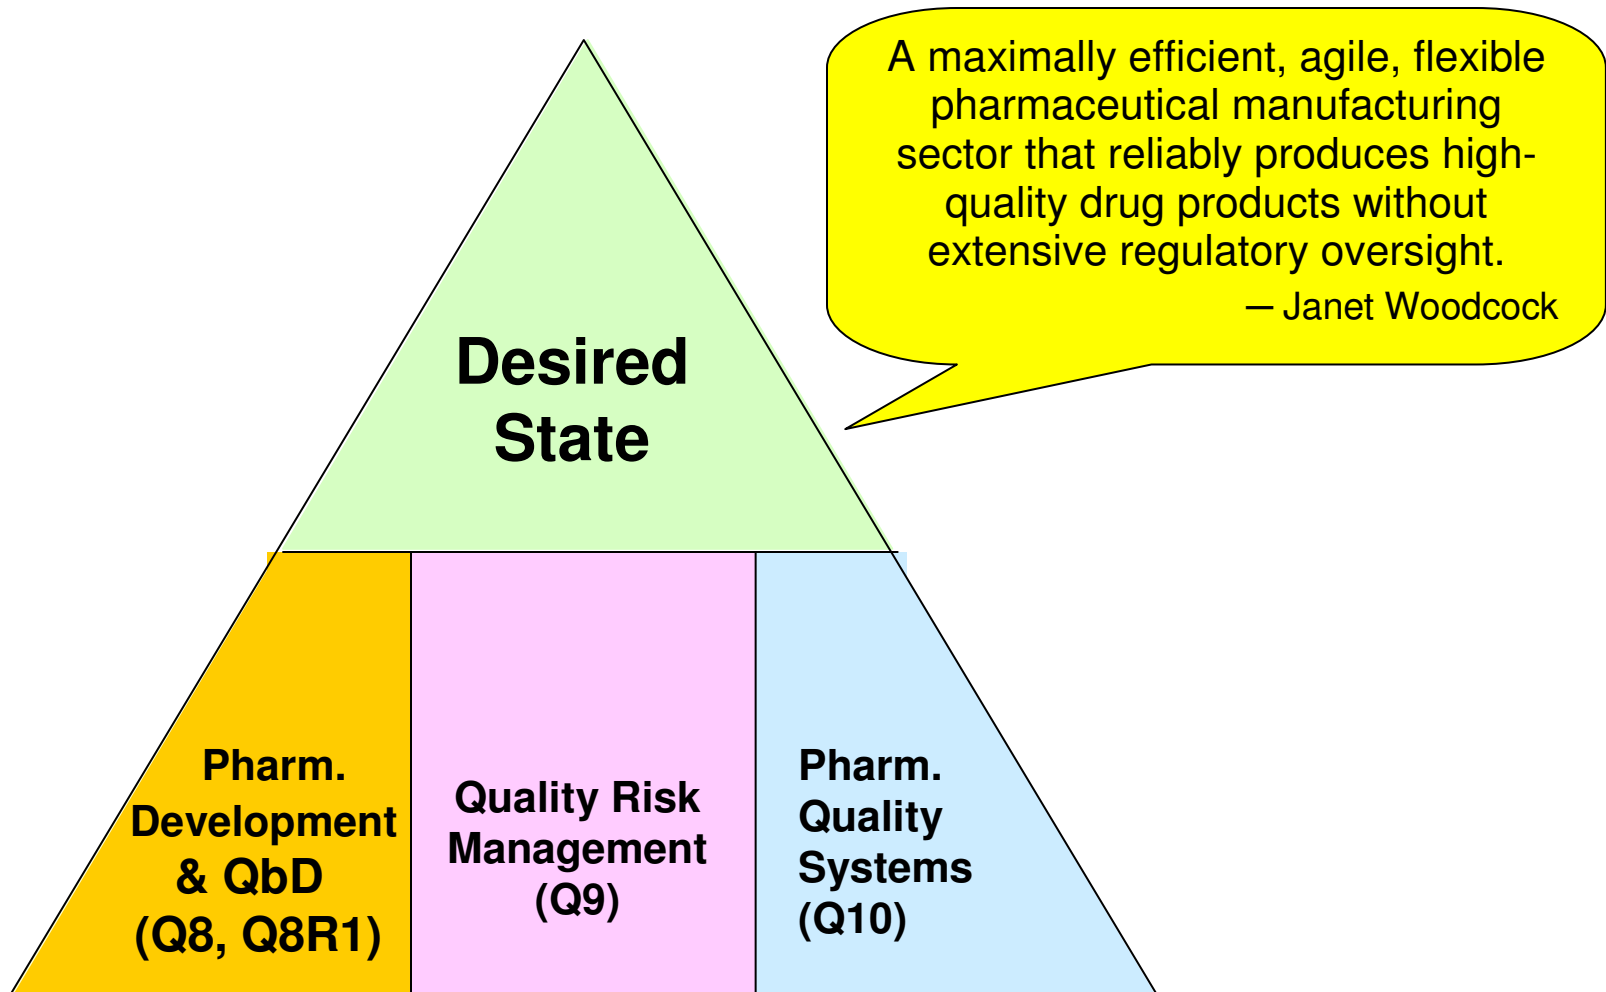 A maximally efficient, agile, flexible
pharmaceutical manufacturing
sector that reliably produces high-
quality drug products without
extensive regulatory oversight.
– Janet Woodcock
Desired
State
Pharm.
Development
& QbD
(Q8, Q8R1)
Quality Risk
Management
(Q9)
Pharm.
Quality
Systems
(Q10)